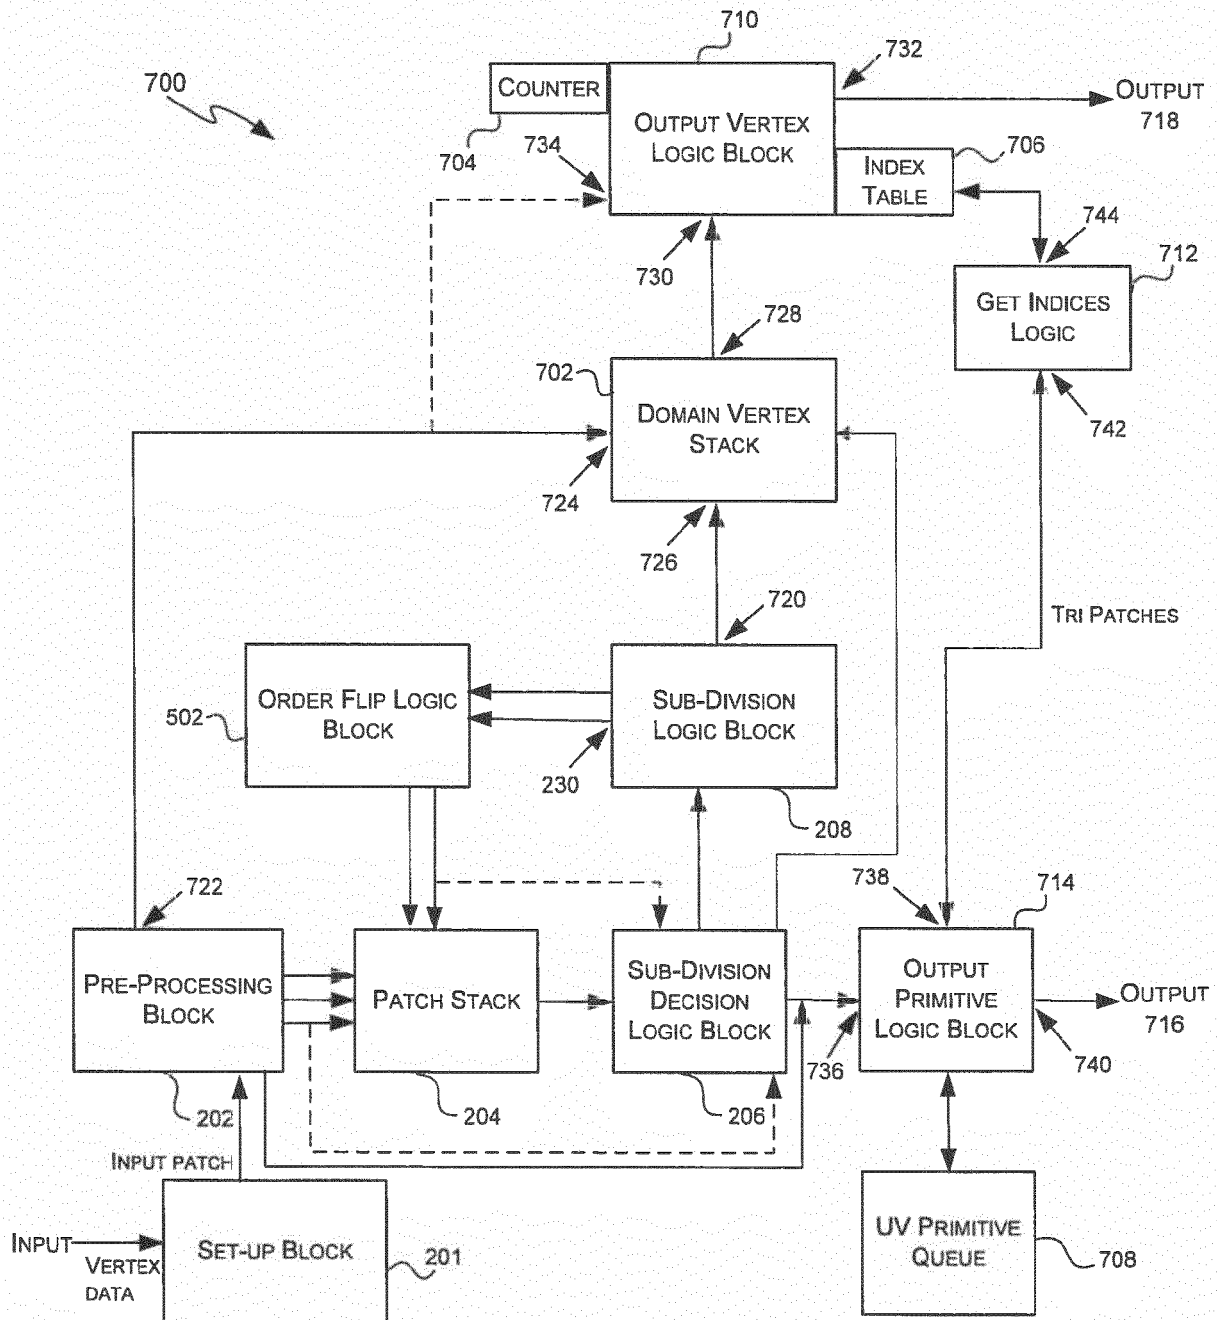 710
700
COUNTER
732
OUTPUT VERTEX
LOGIC BLOCK
OUTPUT
718
704
734
706
INDEX
TABLE
744
730
712
GET INDICES
LOGIC
728
702
DOMAIN VERTEX
STACK
742
724
726
720
TRI PATCHES
ORDER FLIP LOGIC
BLOCK
SUB-DIVISION
LOGIC BLOCK
502
230
208
722
738
714
PRE-PROCESSING
BLOCK
PATCH STACK
SUB-DIVISION
DECISION
LOGIC BLOCK
OUTPUT
PRIMITIVE
LOGIC BLOCK
OUTPUT
716
736
740
202
204
206
INPUT PATCH
INPUT
VERTEX
DATA
SET-UP BLOCK
201
UV PRIMITIVE
QUEUE
708